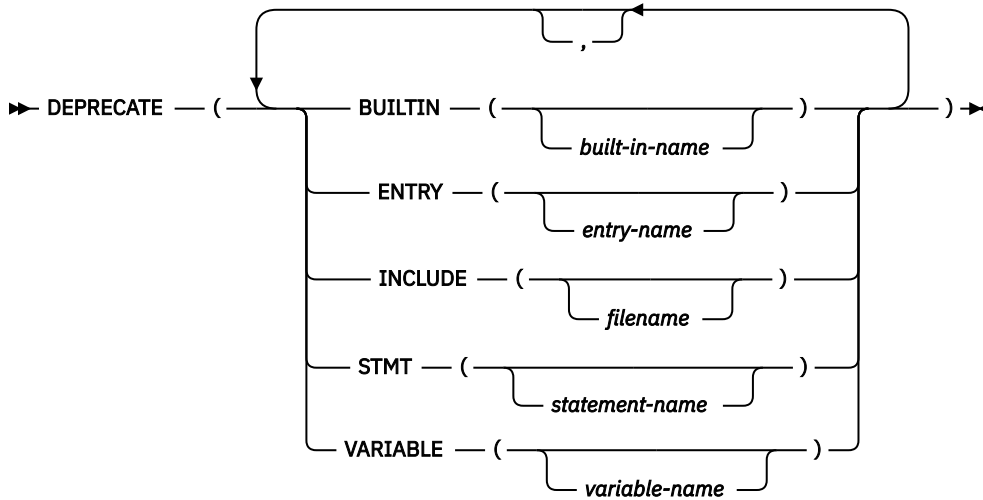 ,
DEPRECATE ( BUILTIN ( ) )
built-in-name
ENTRY ( )
entry-name
INCLUDE ( )
filename
STMT ( )
statement-name
VARIABLE ( )
variable-name